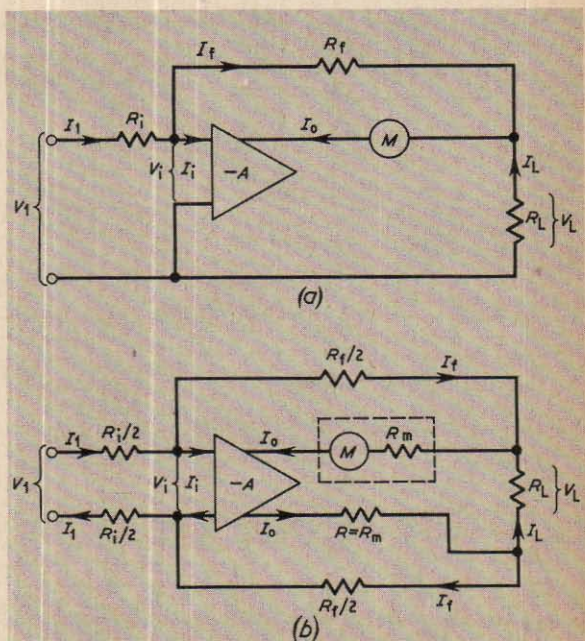 If Rf
I1 Ri Io M
V1 Vi Ii -A IL
RL VL
(a)
Rf/2 If
I1 Ri/2 Io M Rm
V1 Vi Ii -A RL VL
I1 Ri/2 Io R=Rm IL
Rf/2 If
(b)